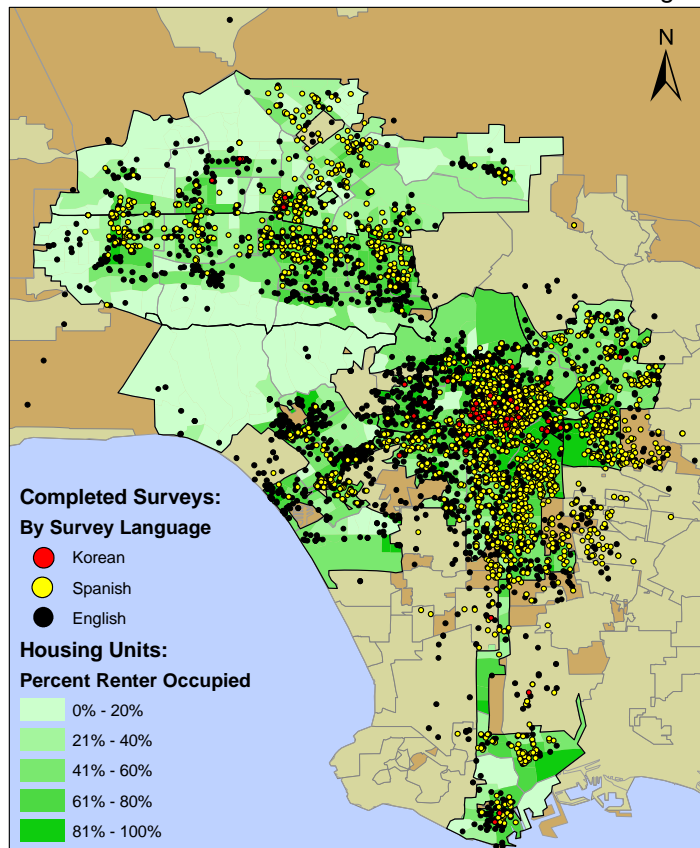 g
N
Completed Surveys:
By Survey Language
Korean
Spanish
English
Housing Units:
Percent Renter Occupied
0% - 20%
21% - 40%
41% - 60%
61% - 80%
81% - 100%